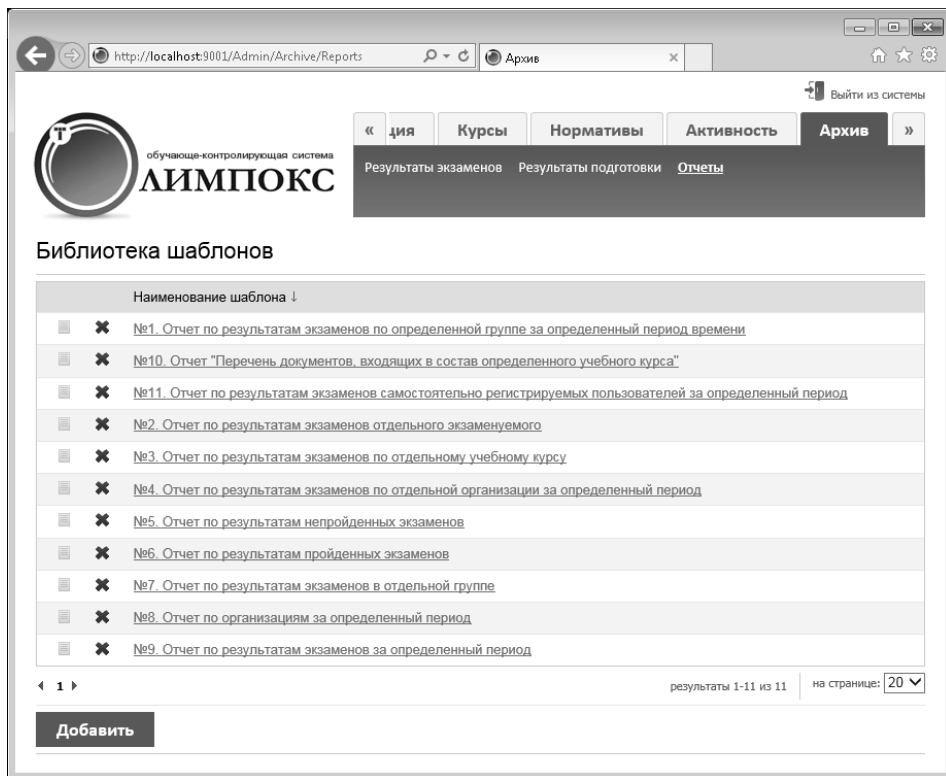 http://localhost:9001/Admin/Archive/Reports
Архив
Выйти из системы
Т
обучающе-контролирующая система
ЛИМПОКС
« ция Курсы Нормативы Активность Архив »
Результаты экзаменов Результаты подготовки Отчеты
Библиотека шаблонов
Наименование шаблона ↓
№1. Отчет по результатам экзаменов по определенной группе за определенный период времени
№10. Отчет "Перечень документов, входящих в состав определенного учебного курса"
№11. Отчет по результатам экзаменов самостоятельно регистрируемых пользователей за определенный период
№2. Отчет по результатам экзаменов отдельного экзаменуемого
№3. Отчет по результатам экзаменов по отдельному учебному курсу
№4. Отчет по результатам экзаменов по отдельной организации за определенный период
№5. Отчет по результатам непройденных экзаменов
№6. Отчет по результатам пройденных экзаменов
№7. Отчет по результатам экзаменов в отдельной группе
№8. Отчет по организациям за определенный период
№9. Отчет по результатам экзаменов за определенный период
1
результаты 1-11 из 11
на странице: 20
Добавить